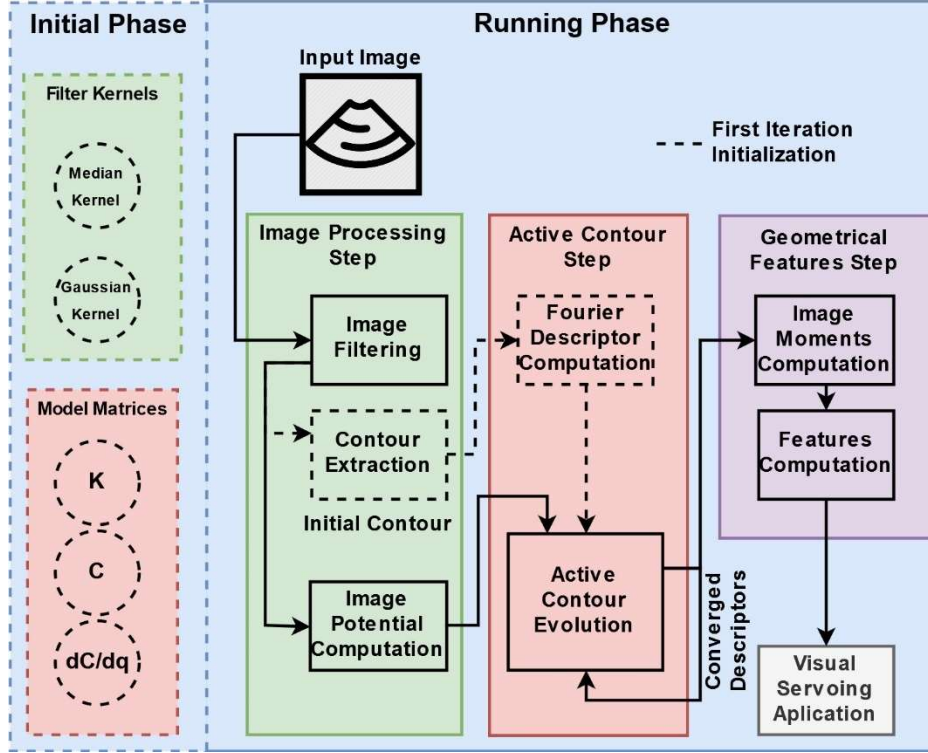 Initial Phase
Filter Kernels
Median
Kernel
Gaussian
Kernel
Model Matrices
K
C
dC/dq
Running Phase
Input Image
First Iteration
Initialization
Image Processing
Step
Image
Filtering
Contour
Extraction
Initial Contour
Image
Potential
Computation
Active Contour
Step
Fourier
Descriptor
Computation
Active
Contour
Evolution
Converged
Descriptors
Geometrical
Features Step
Image
Moments
Computation
Features
Computation
Visual
Servoing
Aplication